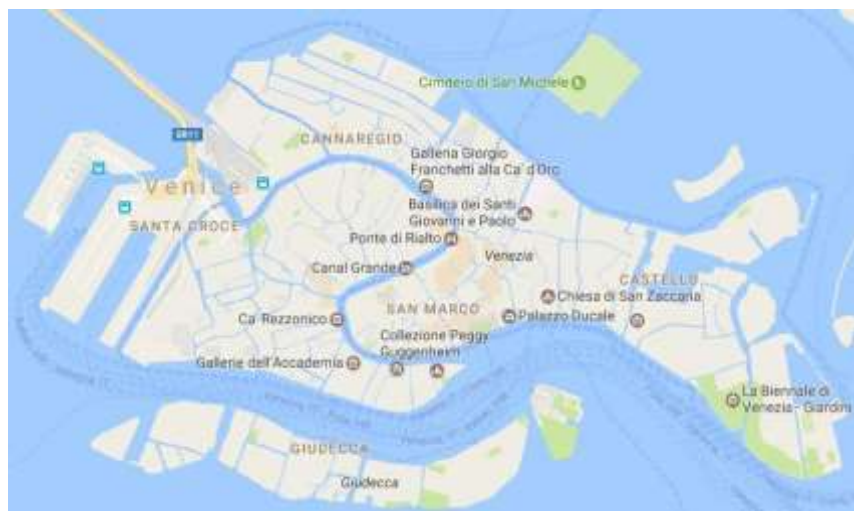 Cimiteio di San Michele
SR11
CANNAREGIO
Galleria Giorgio
Franchetti alla Ca' d'Oro
Venice
SANTA CROCE
Basilica dei Santi
Giovanni e Paolo
Ponte di Rialto
Venezia
Canal Grande
CASTELLO
Chiesa di San Zaccaria
SAN MARCO
Ca' Rezzonico
Palazzo Ducale
Collezione Peggy
Guggenheim
Gallerie dell'Accademia
La Biennale di
Venezia - Giardini
GIUDECCA
Giudecca